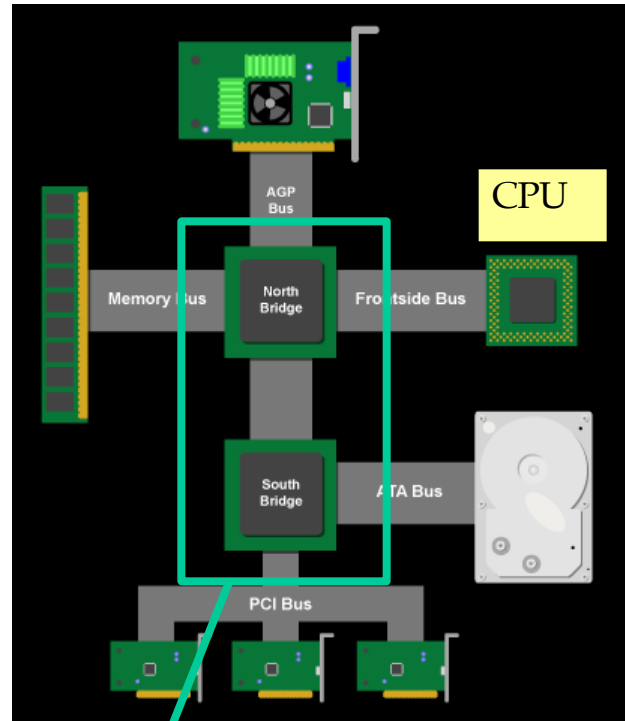 AGP
Bus
CPU
Memory Bus
North
Bridge
Frontside Bus
South
Bridge
ATA Bus
PCI Bus